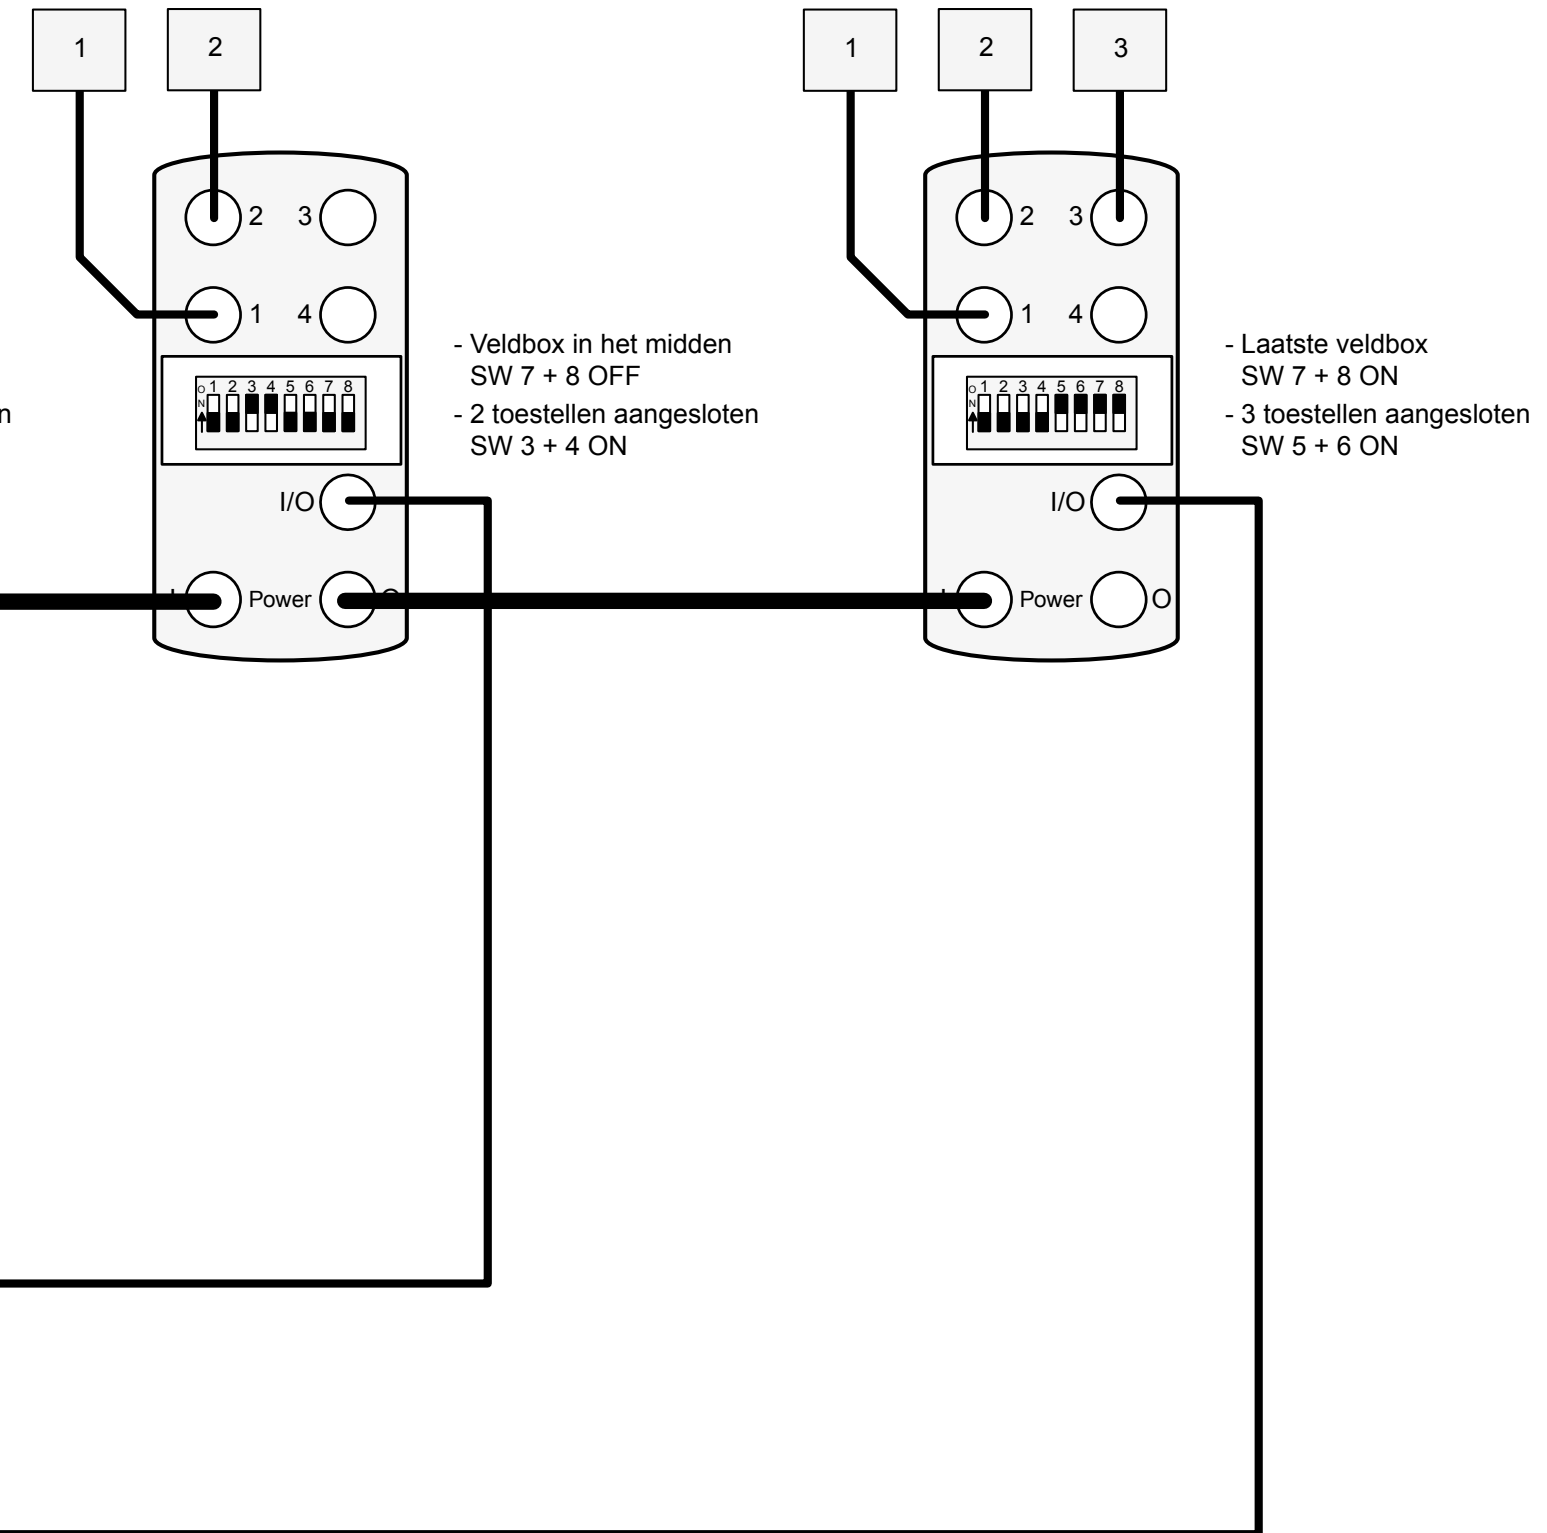 1 2
1 2 3
2 3
1 4
O 1 2 3 4 5 6 7 8
N
I/O
Power
n
- Veldbox in het midden
SW 7 + 8 OFF
- 2 toestellen aangesloten
SW 3 + 4 ON
2 3
1 4
O 1 2 3 4 5 6 7 8
N
I/O
Power O
- Laatste veldbox
SW 7 + 8 ON
- 3 toestellen aangesloten
SW 5 + 6 ON